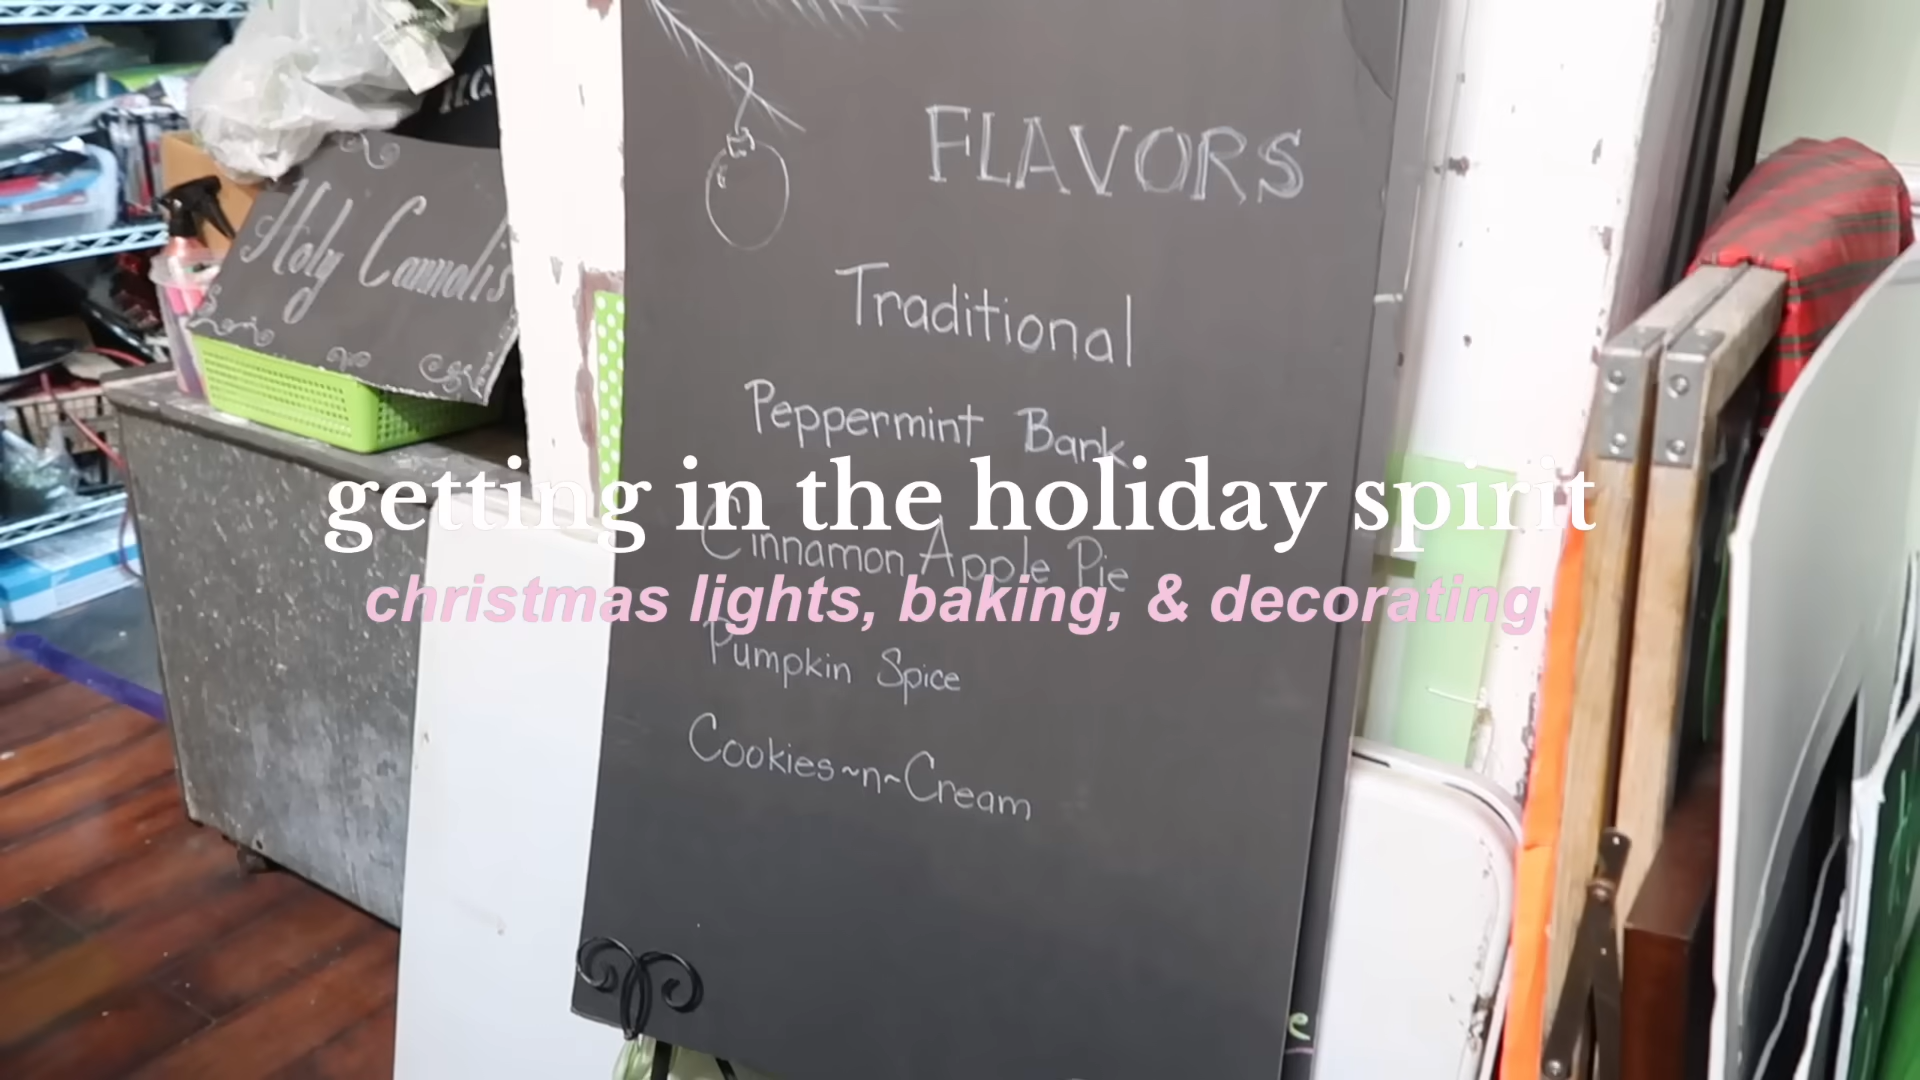 Holy Cannolis
FLAVORS
Traditional
Peppermint Bark
getting in the holiday spirit
Cinnamon Apple Pie
christmas lights, baking, & decorating
Pumpkin Spice
Cookies~n~Cream